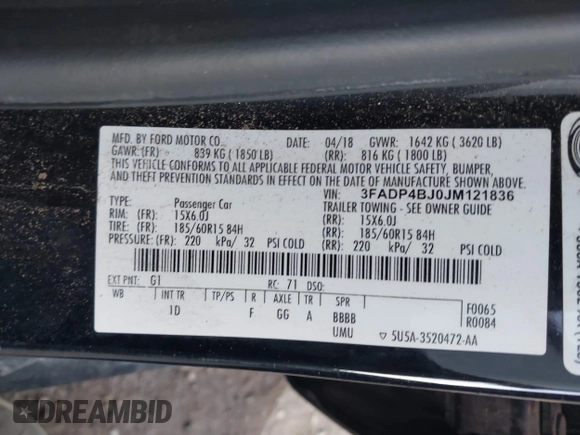 MFD. BY FORD MOTOR CO. DATE: 04/18 GVWR: 1642 KG ( 3620 LB)
GAWR: (FR) 839 KG ( 1850 LB) (RR): 816 KG ( 1800 LB)
THIS VEHICLE CONFORMS TO ALL APPLICABLE FEDERAL MOTOR VEHICLE SAFETY, BUMPER,
AND THEFT PREVENTION STANDARDS IN EFFECT ON THE DATE OF MANUFACTURE SHOWN ABOVE.
VIN: 3FADP4BJ0JM121836
TYPE: Passenger Car TRAILER TOWING - SEE OWNER GUIDE
RIM: (FR): 15X6.0J (RR): 15X6.0J
TIRE: (FR): 185/60R15 84H (RR): 185/60R15 84H
PRESSURE: (FR): 220 kPa/ 32 PSI COLD (RR): 220 kPa/ 32 PSI COLD
EXT PNT: G1 RC: 71 DSO:
WB INT TR TP/PS R AXLE TR SPR F0065
1D F GG A BBBB R0084
UMU ▽ 5U5A-3520472-AA
DREAMBID